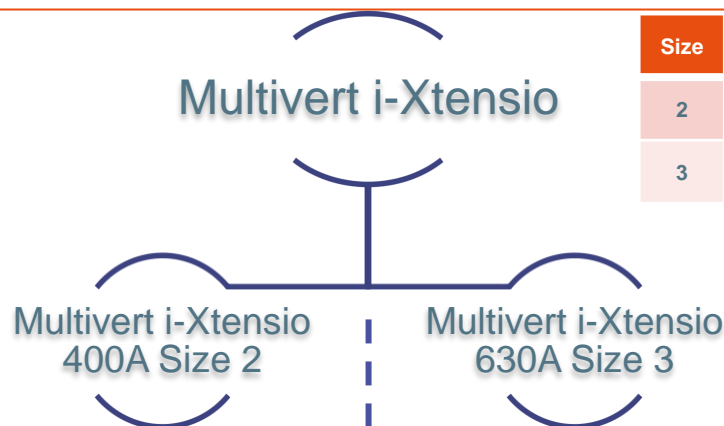 Multivert i-Xtensio
Size
2
3
Multivert i-Xtensio
400A Size 2
Multivert i-Xtensio
630A Size 3